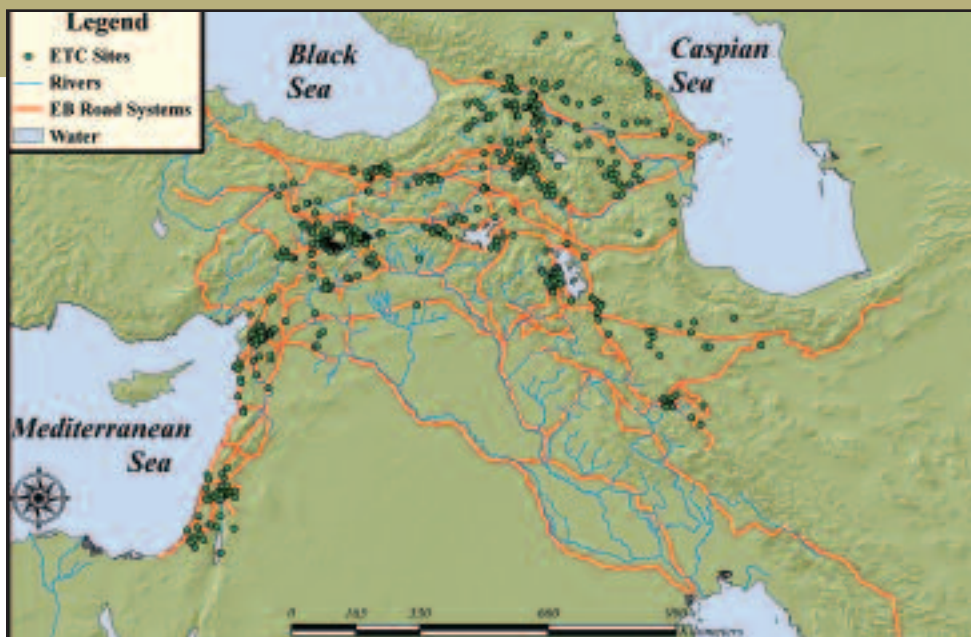 Legend
ETC Sites
Rivers
EB Road Systems
Water
Black
Sea
Caspian
Sea
Mediterranean
Sea
0 165 330 660
Kilometers